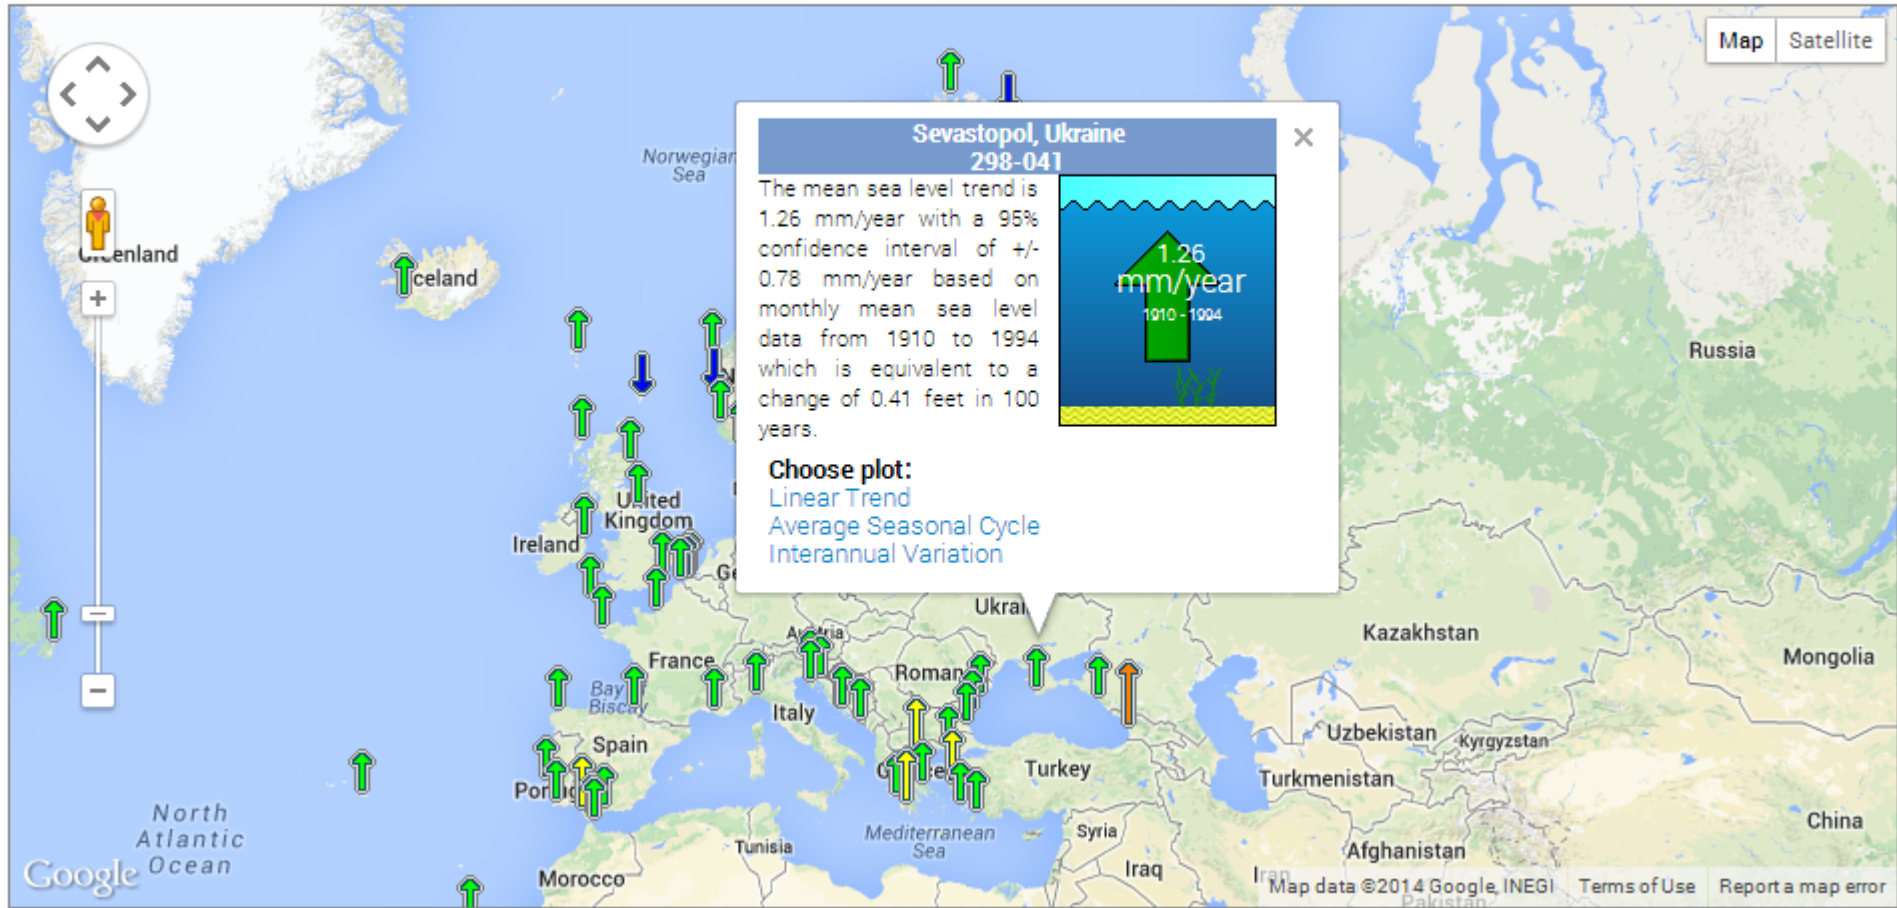 Map Satellite
Norwegian
Sea
Greenland
Iceland
Sevastopol, Ukraine
298-041
The mean sea level trend is
1.26 mm/year with a 95%
confidence interval of +/-
0.78 mm/year based on
monthly mean sea level
data from 1910 to 1994
which is equivalent to a
change of 0.41 feet in 100
years.
1.26
mm/year
1910 - 1994
Choose plot:
Linear Trend
Average Seasonal Cycle
Interannual Variation
Russia
United
Kingdom
Ireland
Kazakhstan
Mongolia
France
Bay
Biscay
Italy
Spain
Turkey
Uzbekistan
Kyrgyzstan
Turkmenistan
North
Atlantic
Ocean
Mediterranean
Sea
Syria
Tunisia
Iraq
Iran
Afghanistan
China
Morocco
Pakistan
Google
Map data ©2014 Google, INEGI Terms of Use Report a map error